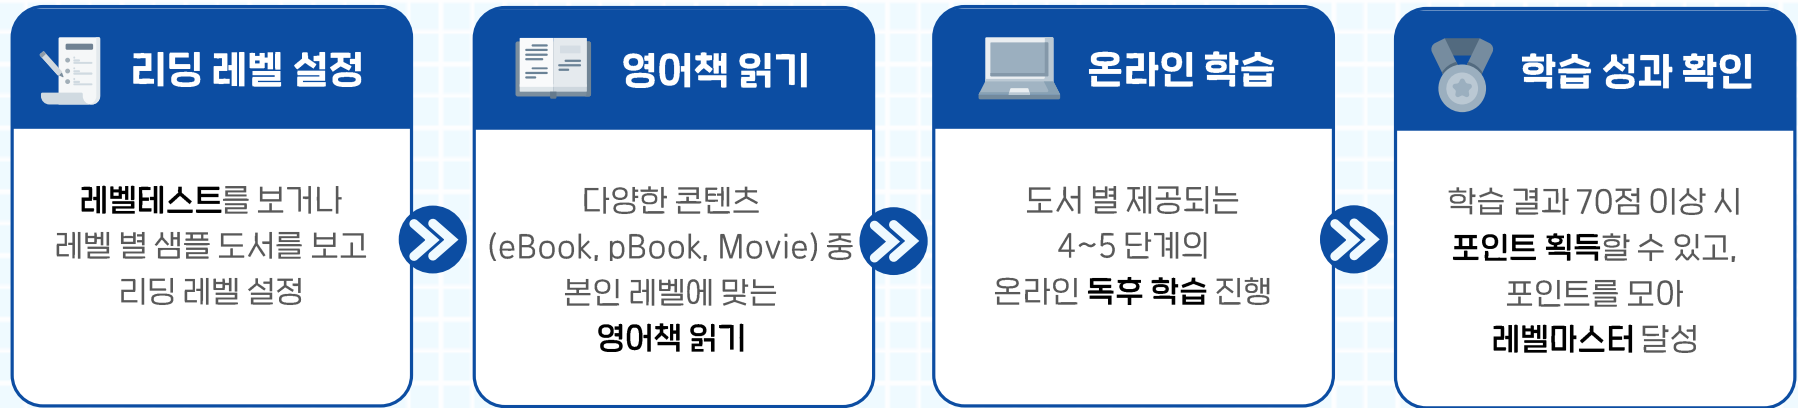 리딩 레벨 설정
레벨테스트를 보거나
레벨 별 샘플 도서를 보고
리딩 레벨 설정
영어책 읽기
다양한 콘텐츠
(eBook, pBook, Movie) 중
본인 레벨에 맞는
영어책 읽기
온라인 학습
도서 별 제공되는
4~5 단계의
온라인 독후 학습 진행
학습 성과 확인
학습 결과 70점 이상 시
포인트 획득할 수 있고,
포인트를 모아
레벨마스터 달성